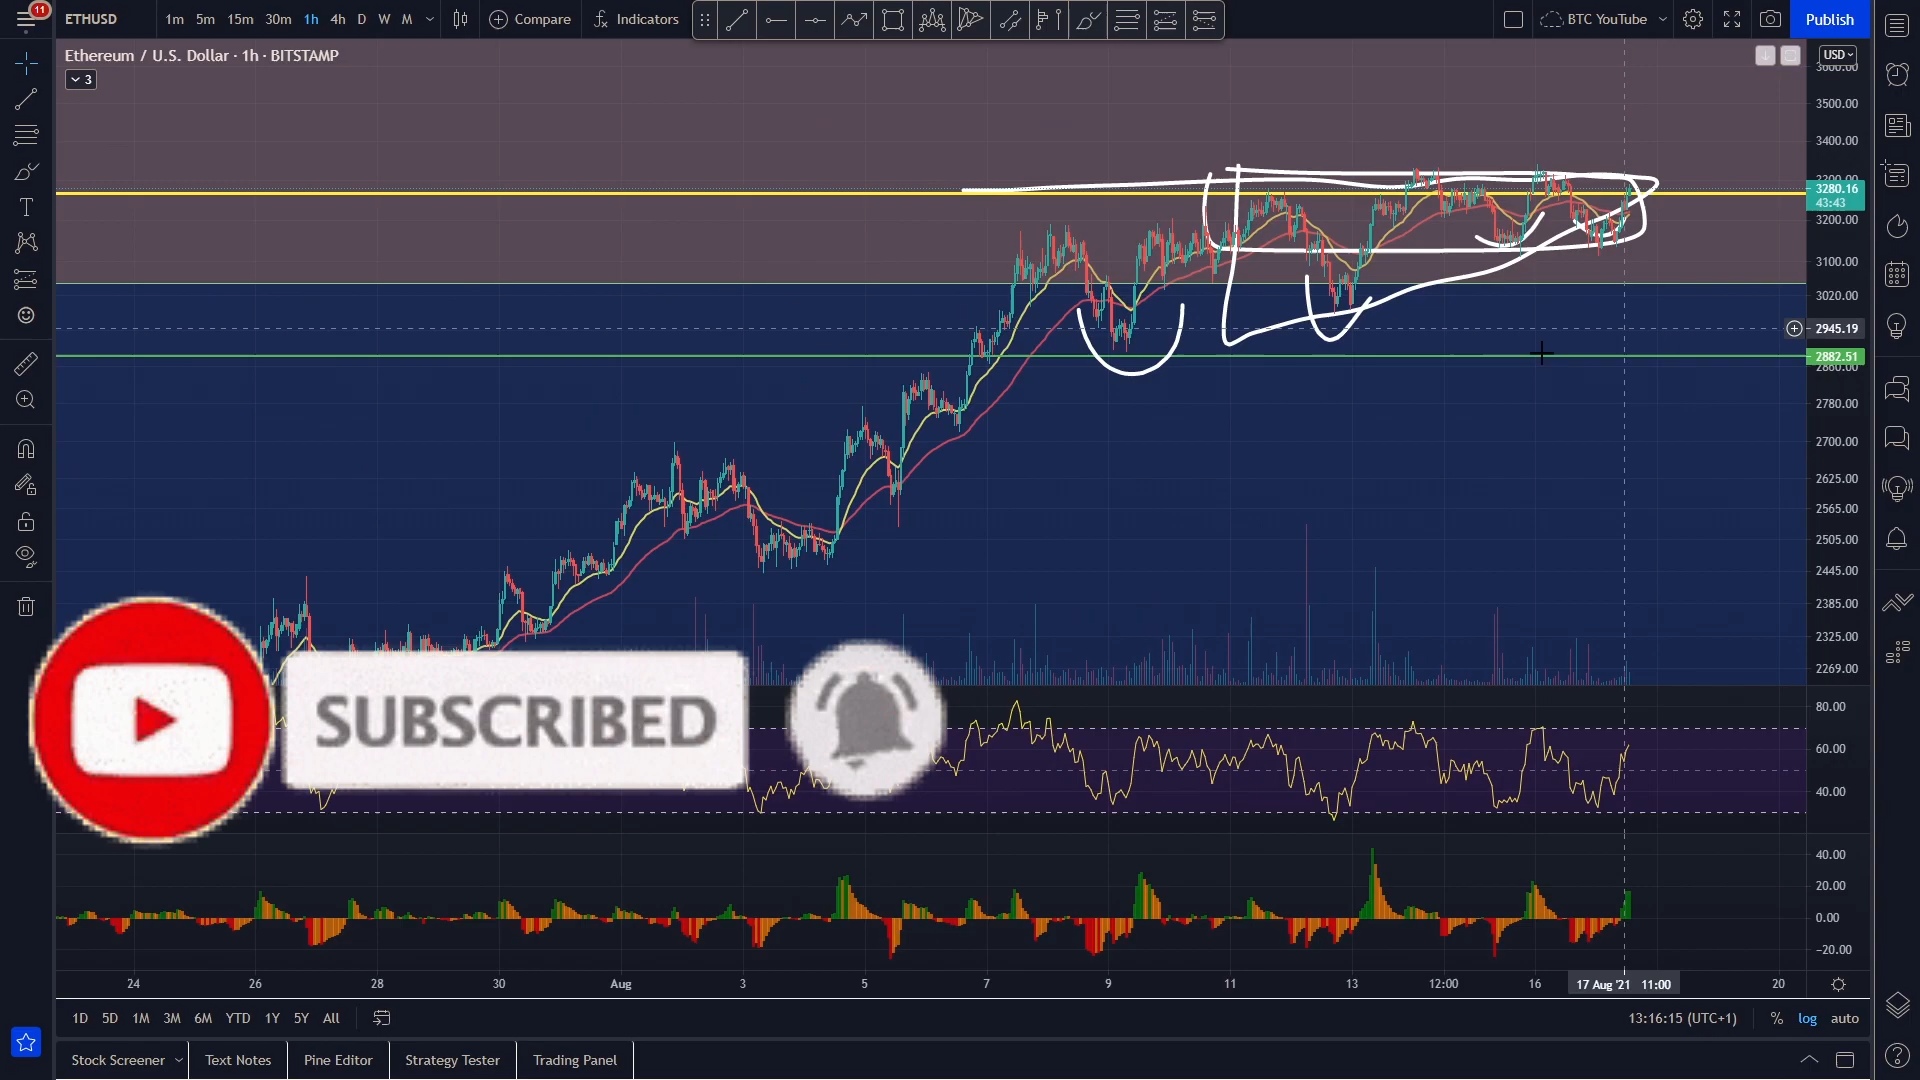 11
ETHUSD
1m 5m 15m 30m 1h 4h D W M
Compare
Indicators
BTC YouTube
Publish
Ethereum / U.S. Dollar · 1h · BITSTAMP
3
USD
3600.00
3500.00
3400.00
3280.16
43:43
3200.00
3100.00
3020.00
2945.19
2882.51
2860.00
2780.00
2700.00
2625.00
2565.00
2505.00
2445.00
2385.00
2325.00
2269.00
SUBSCRIBED
80.00
60.00
40.00
40.00
20.00
0.00
-20.00
24 26 28 30 Aug 3 5 7 9 11 13 12:00 16 17 Aug '21 11:00 20
1D 5D 1M 3M 6M YTD 1Y 5Y All
13:16:15 (UTC+1) % log auto
Stock Screener Text Notes Pine Editor Strategy Tester Trading Panel